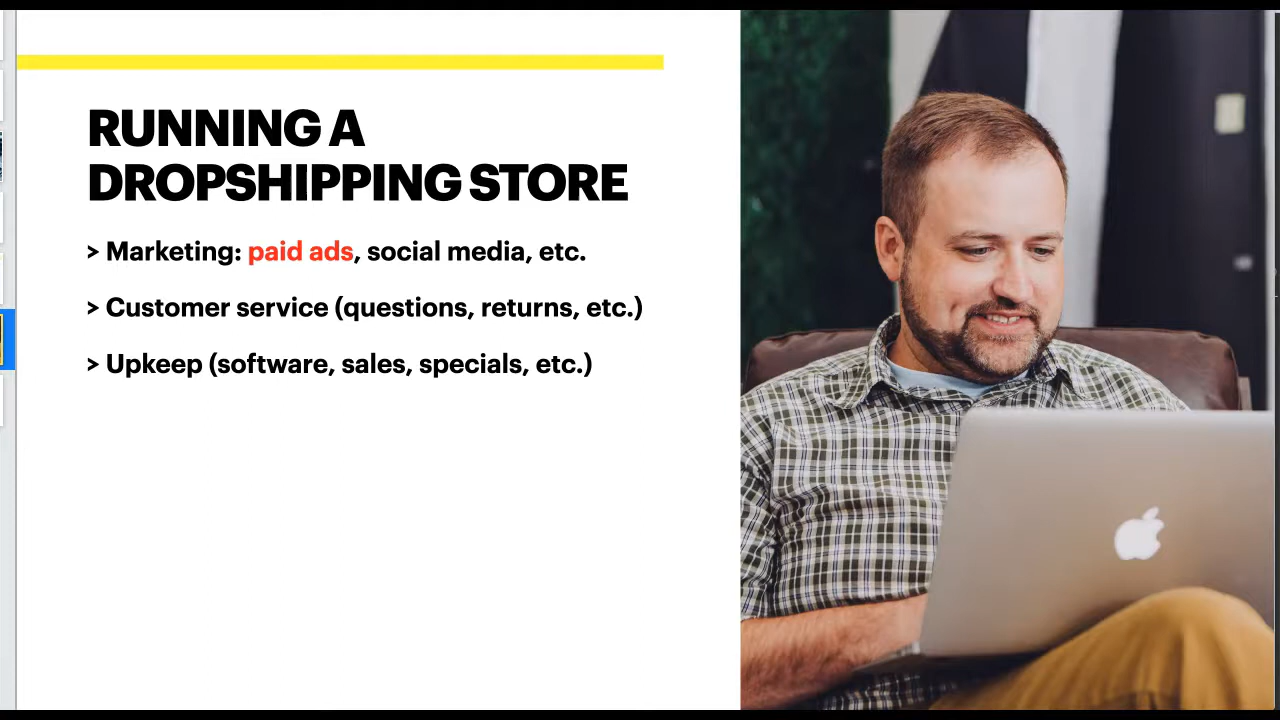 RUNNING A
DROPSHIPPING STORE
> Marketing: paid ads, social media, etc.
> Customer service (questions, returns, etc.)
> Upkeep (software, sales, specials, etc.)